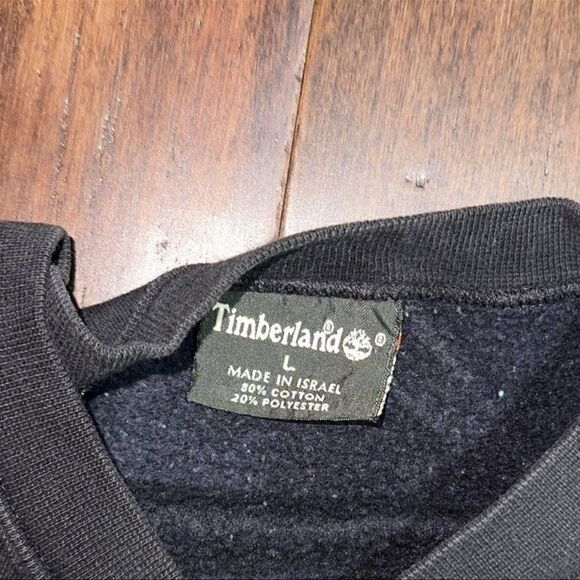 Timberland® ®
L
MADE IN ISRAEL
80% COTTON
20% POLYESTER